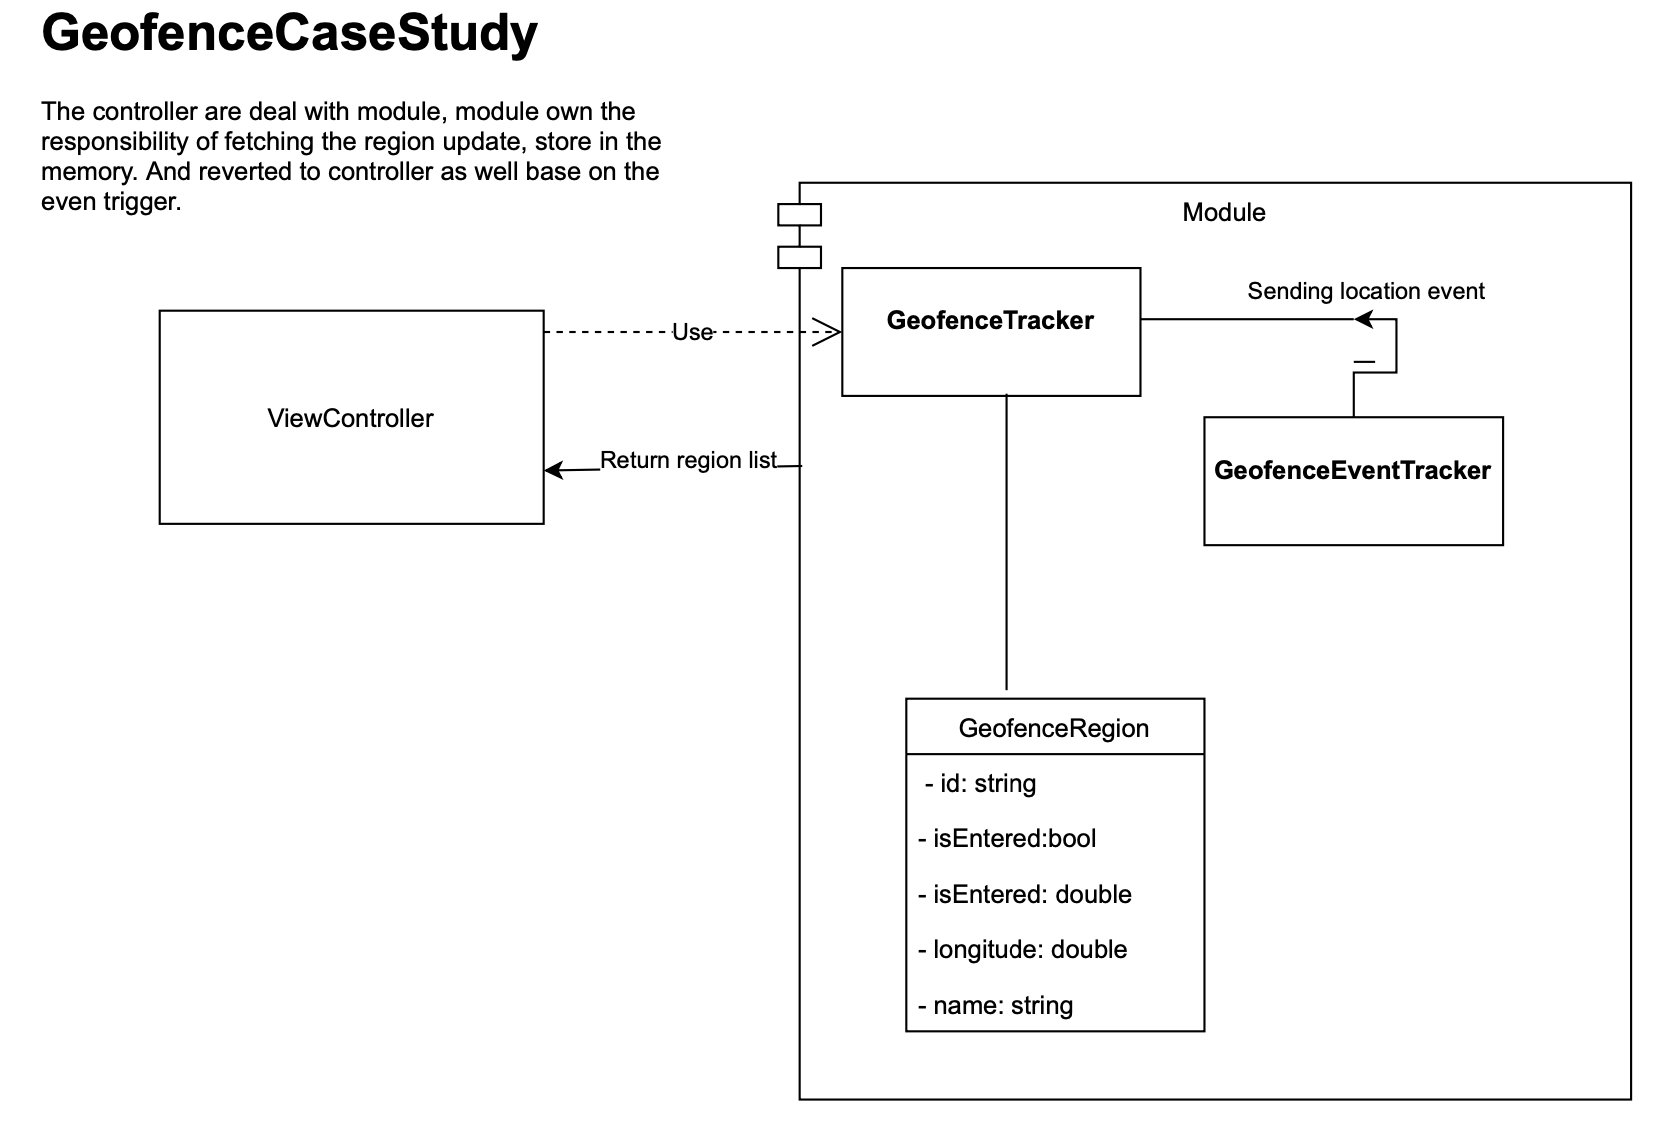 GeofenceCaseStudy
The controller are deal with module, module own the
responsibility of fetching the region update, store in the
memory. And reverted to controller as well base on the
even trigger.
Module
Sending location event
GeofenceTracker
Use
ViewController
Return region list
GeofenceEventTracker
GeofenceRegion
- id: string
- isEntered:bool
- isEntered: double
- longitude: double
- name: string